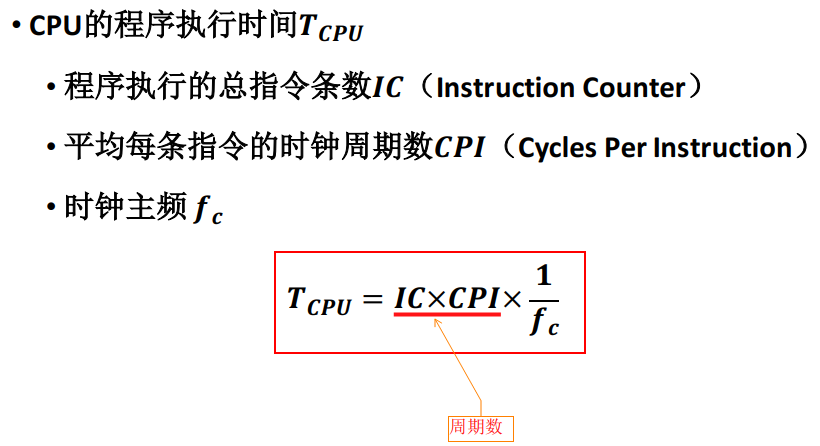 • CPU的程序执行时间T_CPU
• 程序执行的总指令条数IC（Instruction Counter）
• 平均每条指令的时钟周期数CPI（Cycles Per Instruction）
• 时钟主频 f_c
T_CPU = IC×CPI× 1/f_c
周期数